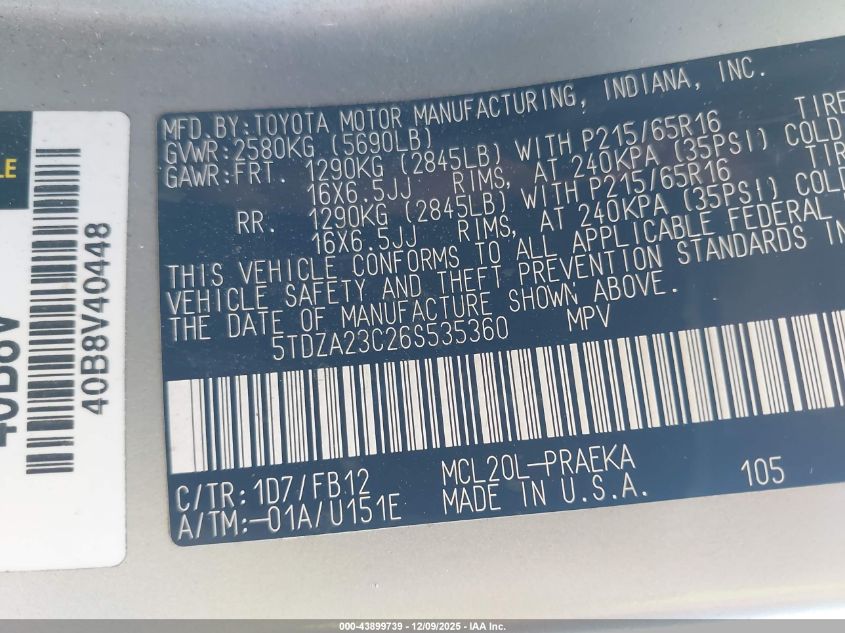 MFD.BY:TOYOTA MOTOR MANUFACTURING, INDIANA, INC.
GVWR:2580KG (5690LB)
GAWR:FRT. 1290KG (2845LB) WITH P215/65R16 TIRE
16X6.5JJ RIMS, AT 240KPA (35PSI) COLD
RR. 1290KG (2845LB) WITH P215/65R16 TIRE
16X6.5JJ RIMS, AT 240KPA (35PSI) COLD
THIS VEHICLE CONFORMS TO ALL APPLICABLE FEDERAL
VEHICLE SAFETY AND THEFT PREVENTION STANDARDS IN
THE DATE OF MANUFACTURE SHOWN ABOVE.
5TDZA23C26S535360 MPV
C/TR:1D7/FB12 MCL20L-PRAEKA 105
A/TM:-01A/U151E MADE IN U.S.A.
LE
40B8V
40B8V40448
000-43899739 - 12/09/2025 - IAA Inc.